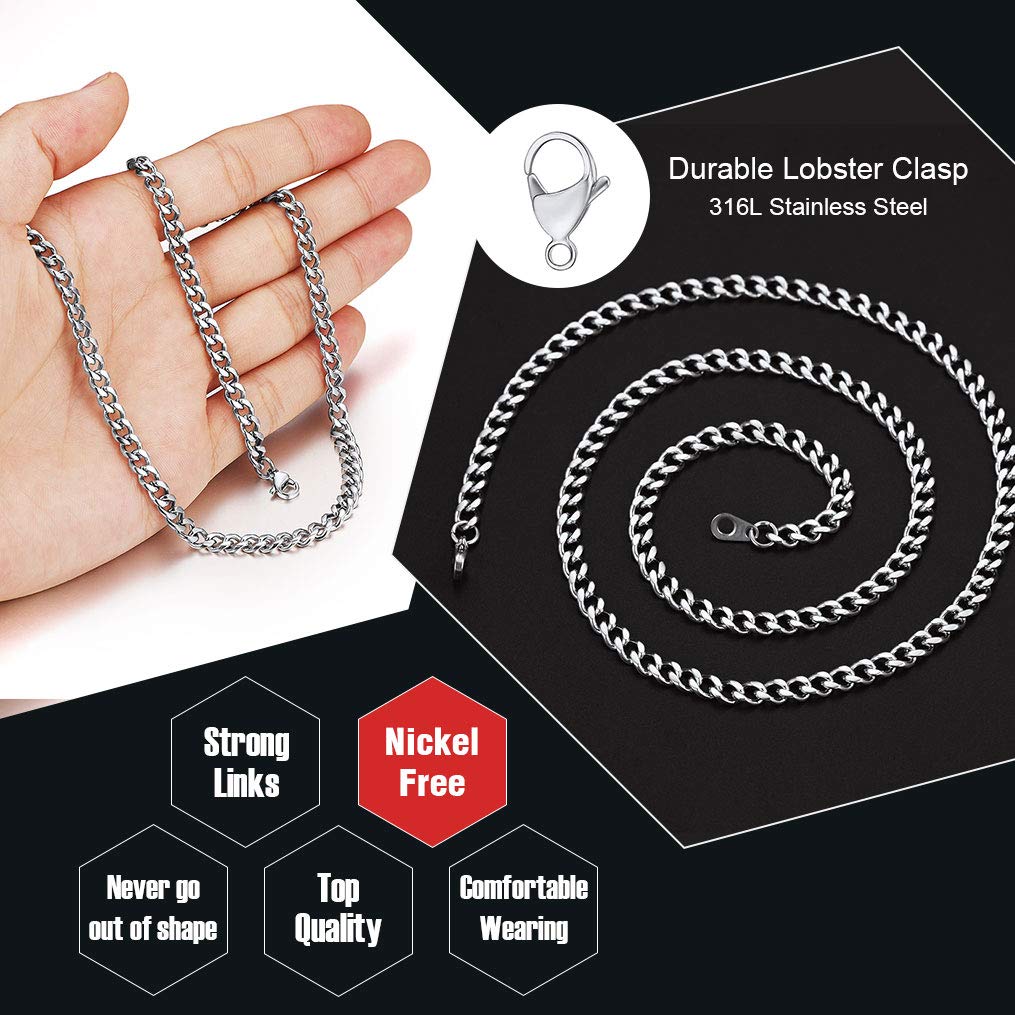 Durable Lobster Clasp
316L Stainless Steel
Strong
Links
Nickel
Free
Never go
out of shape
Top
Quality
Comfortable
Wearing